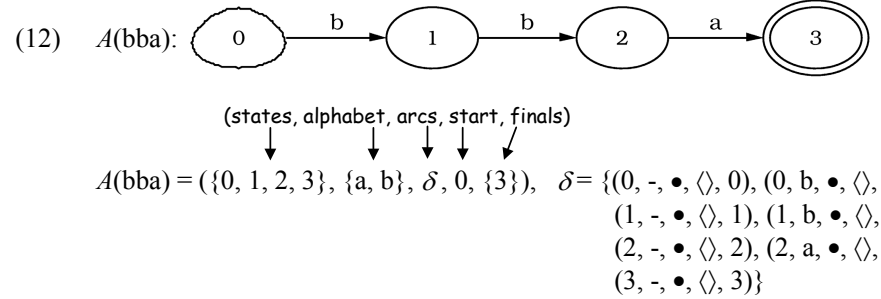 (12) A(bba): 0 b 1 b 2 a 3
(states, alphabet, arcs, start, finals)
A(bba) = ({0, 1, 2, 3}, {a, b}, δ, 0, {3}), δ = {(0, -, •, ⟨⟩, 0), (0, b, •, ⟨⟩,
(1, -, •, ⟨⟩, 1), (1, b, •, ⟨⟩,
(2, -, •, ⟨⟩, 2), (2, a, •, ⟨⟩,
(3, -, •, ⟨⟩, 3)}